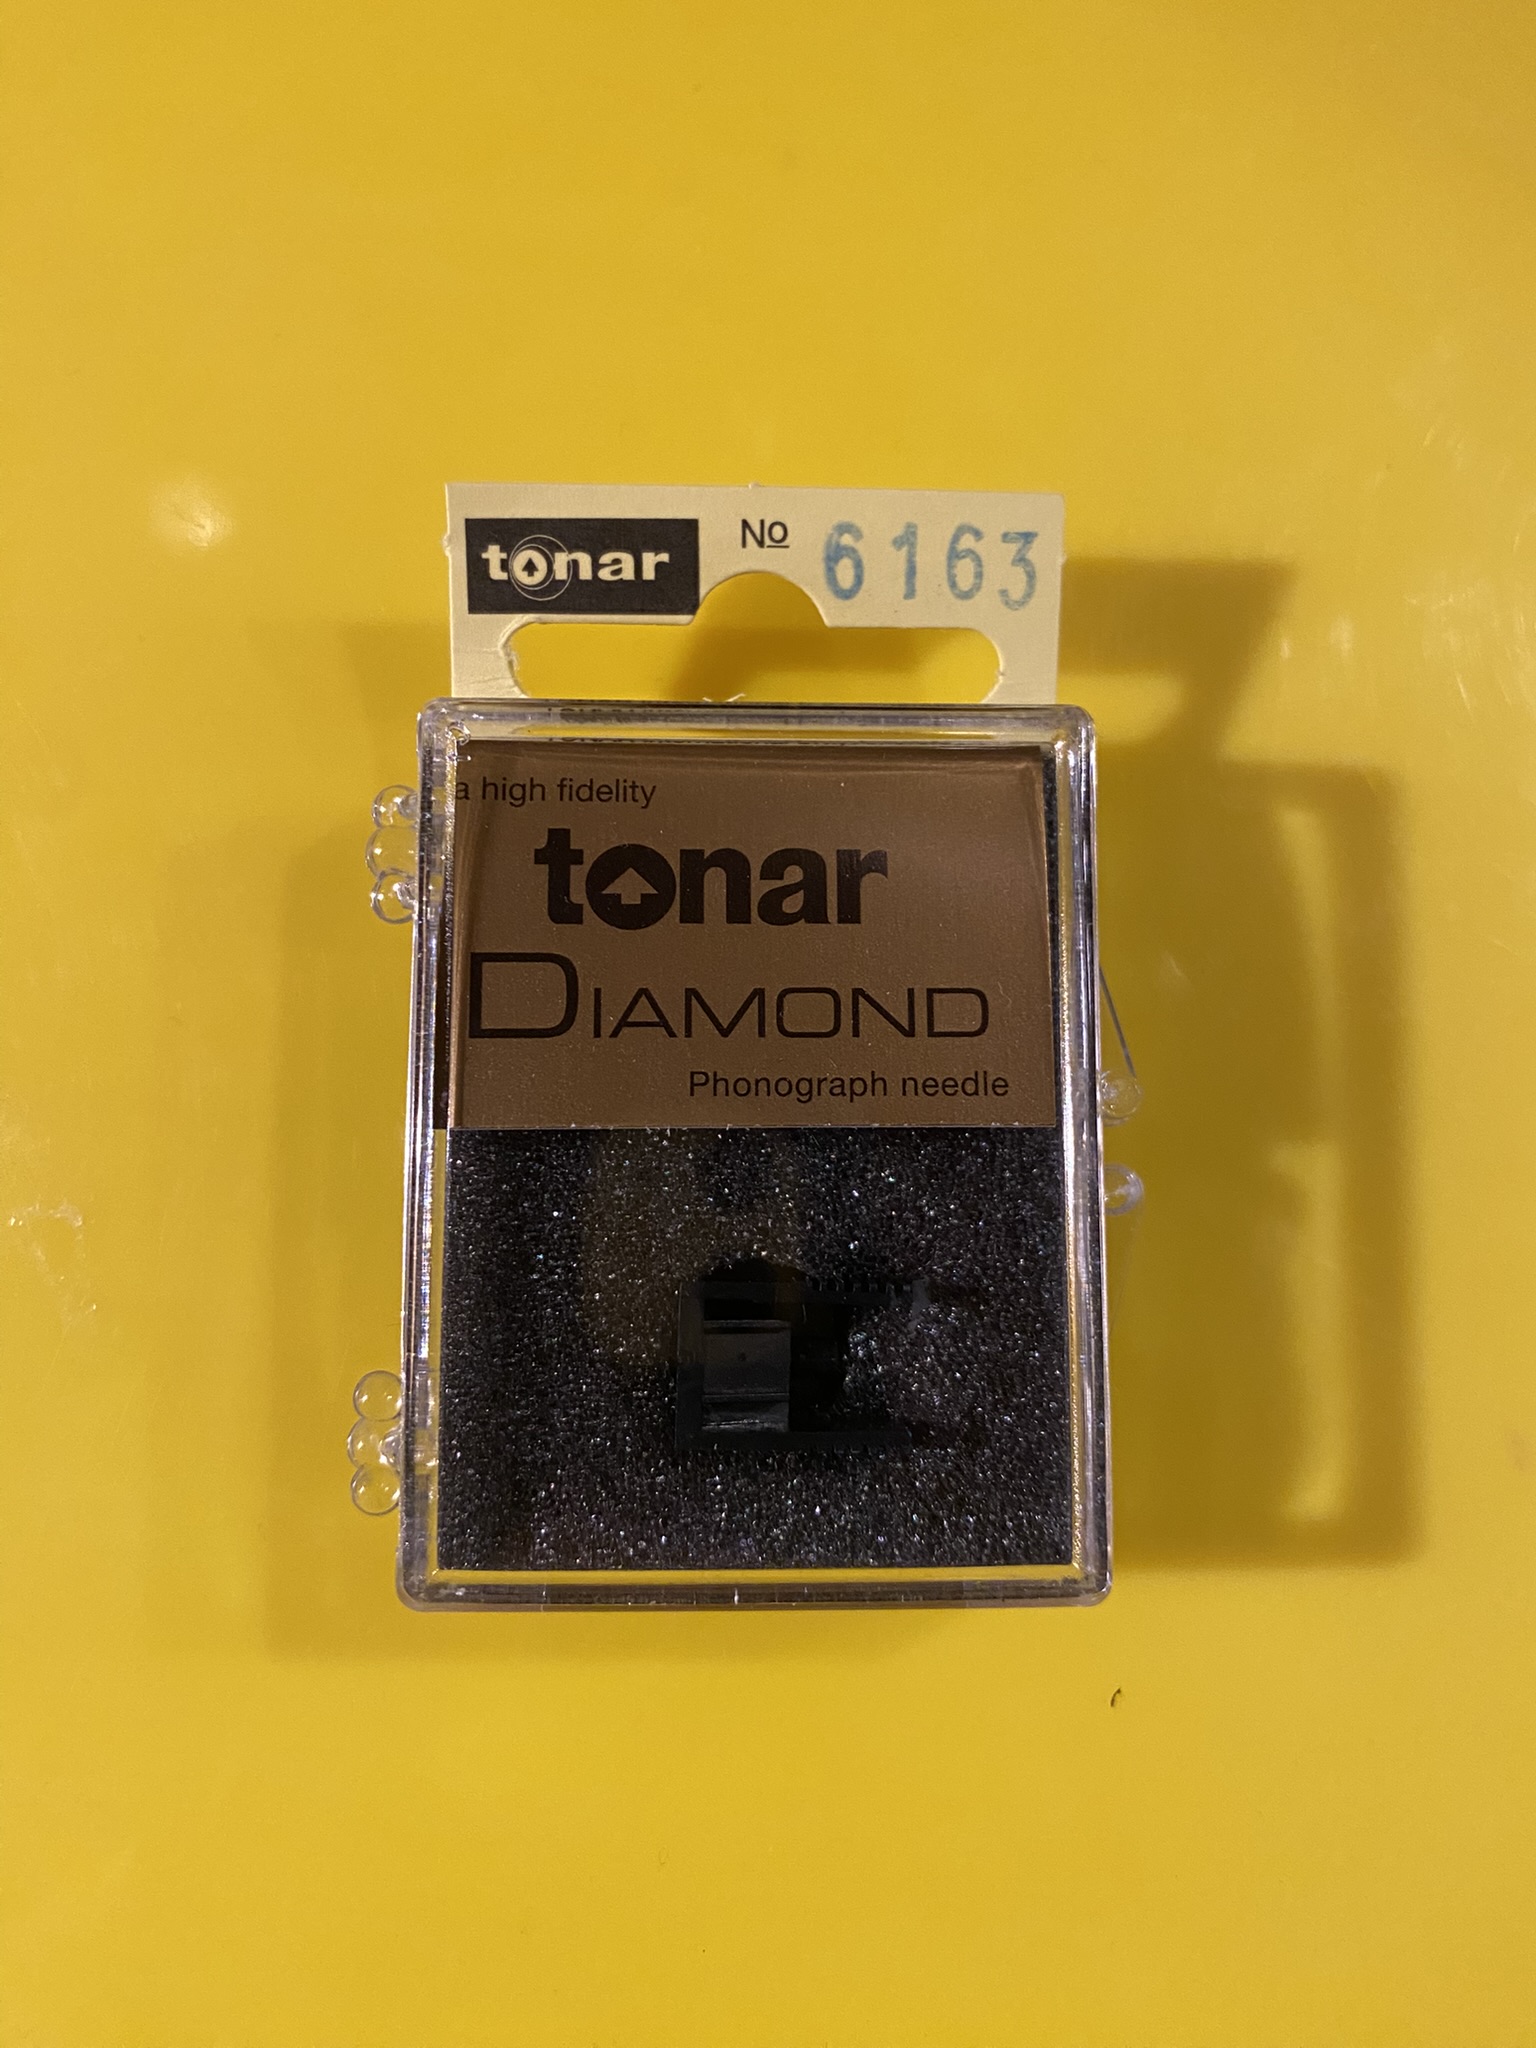 tonar
No 6163
a high fidelity
tonar
DIAMOND
Phonograph needle